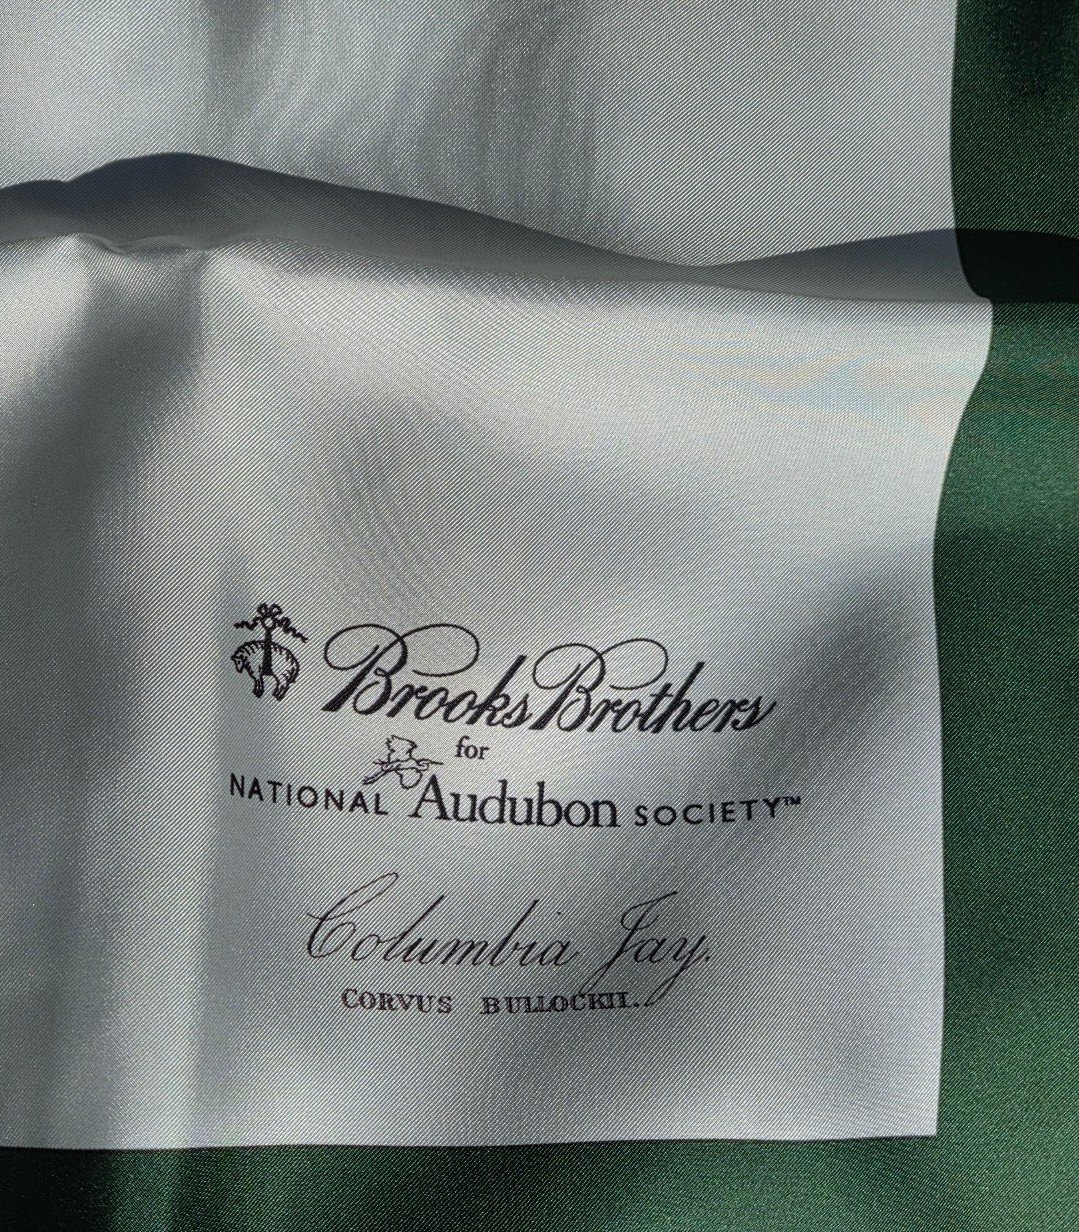 Brooks Brothers
for
NATIONAL Audubon SOCIETY™
Columbia Jay.
CORVUS BULLOCKII.